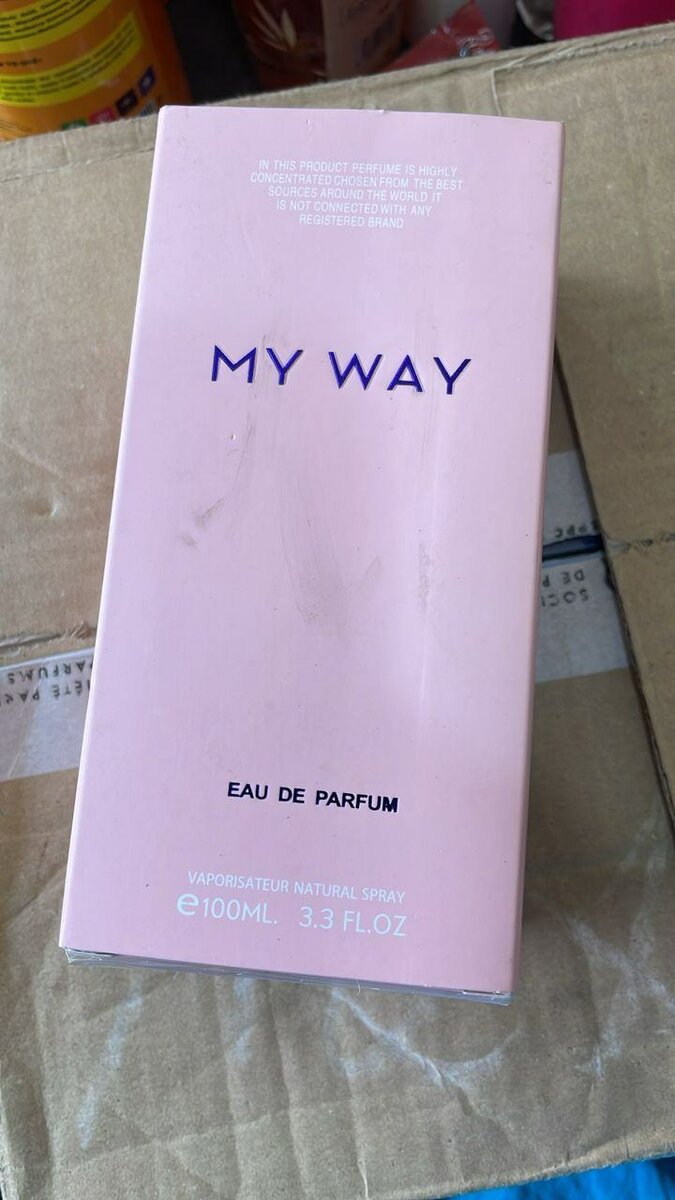 IN THIS PRODUCT PERFUME IS HIGHLY
CONCENTRATED CHOSEN FROM THE BEST
SOURCES AROUND THE WORLD IT
IS NOT CONNECTED WITH ANY
REGISTERED BRAND
MY WAY
EAU DE PARFUM
VAPORISATEUR NATURAL SPRAY
e100ML. 3.3 FL.OZ